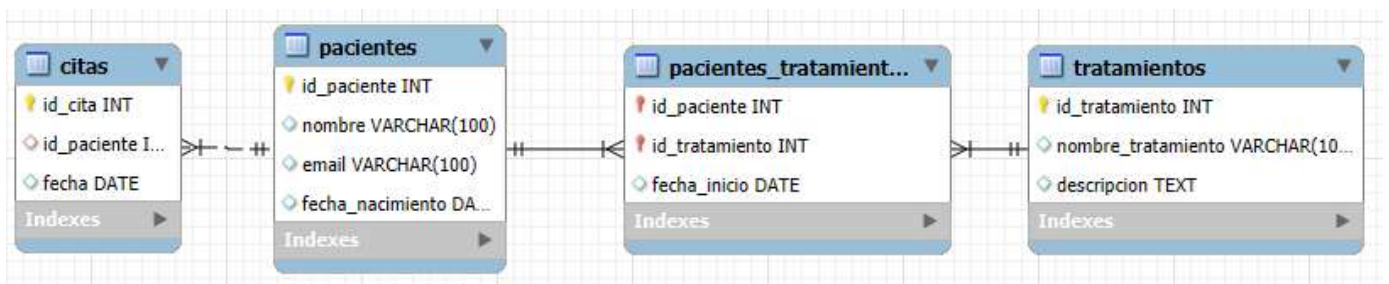 citas
id_cita INT
id_paciente I...
fecha DATE
Indexes
pacientes
id_paciente INT
nombre VARCHAR(100)
email VARCHAR(100)
fecha_nacimiento DA...
Indexes
pacientes_tratamient...
id_paciente INT
id_tratamiento INT
fecha_inicio DATE
Indexes
tratamientos
id_tratamiento INT
nombre_tratamiento VARCHAR(10...
descripcion TEXT
Indexes